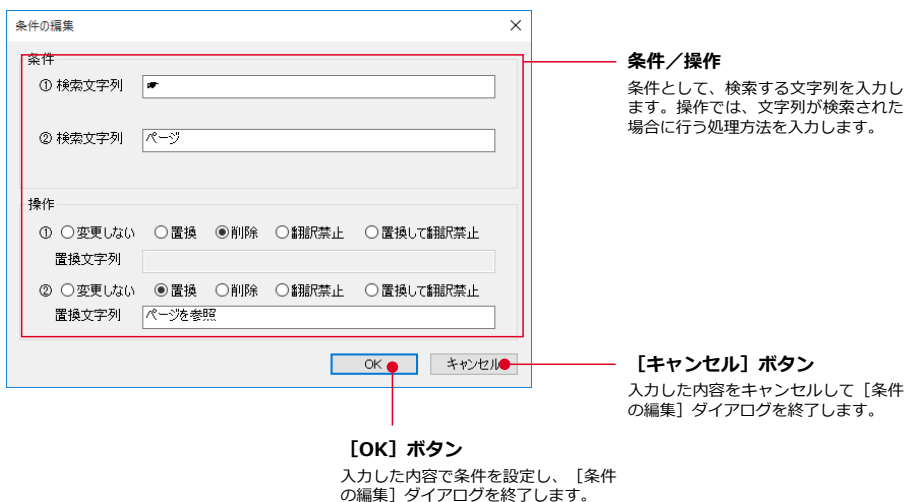 条件の編集
条件
① 検索文字列 ☛
② 検索文字列 ページ
操作
① 変更しない 置換 削除 翻訳禁止 置換して翻訳禁止
置換文字列
② 変更しない 置換 削除 翻訳禁止 置換して翻訳禁止
置換文字列 ページを参照
OK キャンセル
条件／操作
条件として、検索する文字列を入力し
ます。操作では、文字列が検索された
場合に行う処理方法を入力します。
［キャンセル］ボタン
入力した内容をキャンセルして［条件
の編集］ダイアログを終了します。
［OK］ボタン
入力した内容で条件を設定し、［条件
の編集］ダイアログを終了します。